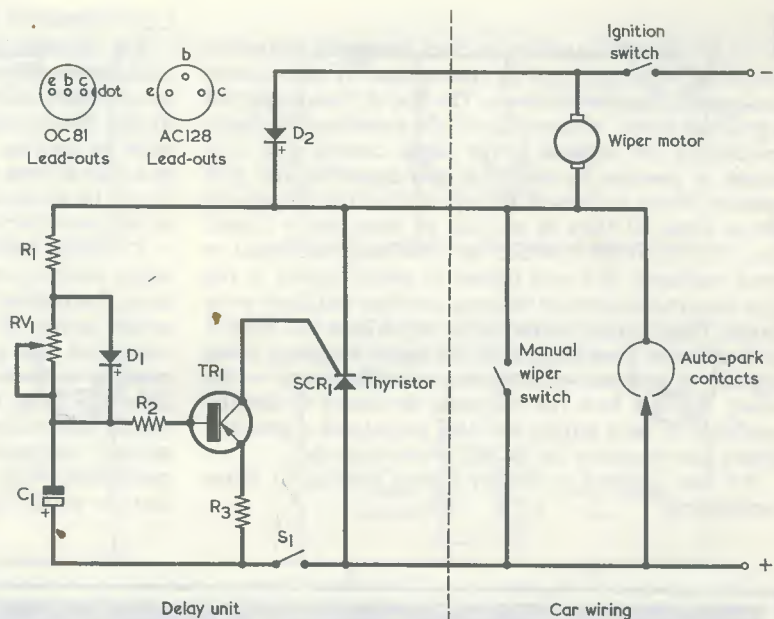 Ignition
switch
b
e b c dot
e c
OC81
Lead-outs
AC128
Lead-outs
D2
+
−
Wiper motor
R1
RV1
D1
+
TR1
SCR1 Thyristor
Manual
wiper
switch
Auto-park
contacts
R2
C1
+
R3
S1
+
Delay unit
Car wiring